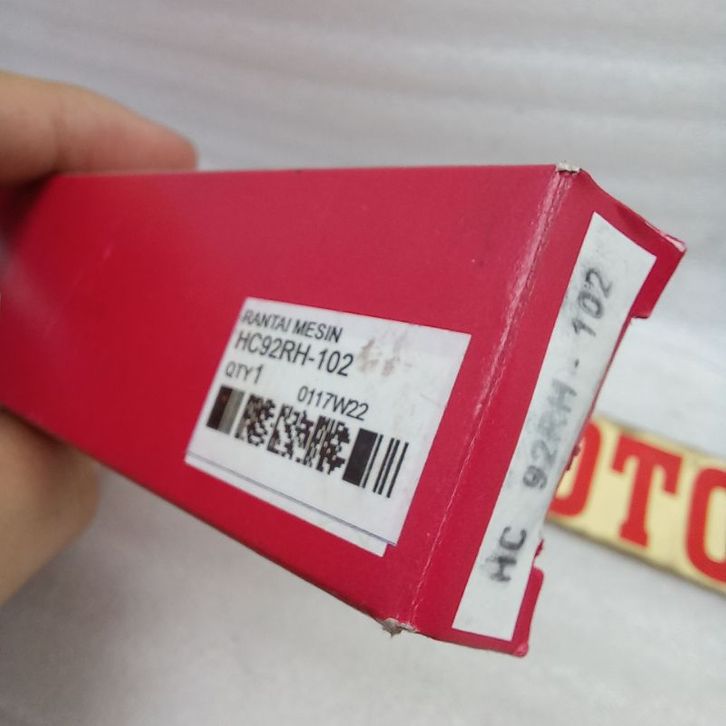 RANTAI MESIN
HC92RH-102
QTY1
0117W22
HC 92RH-102
OTO